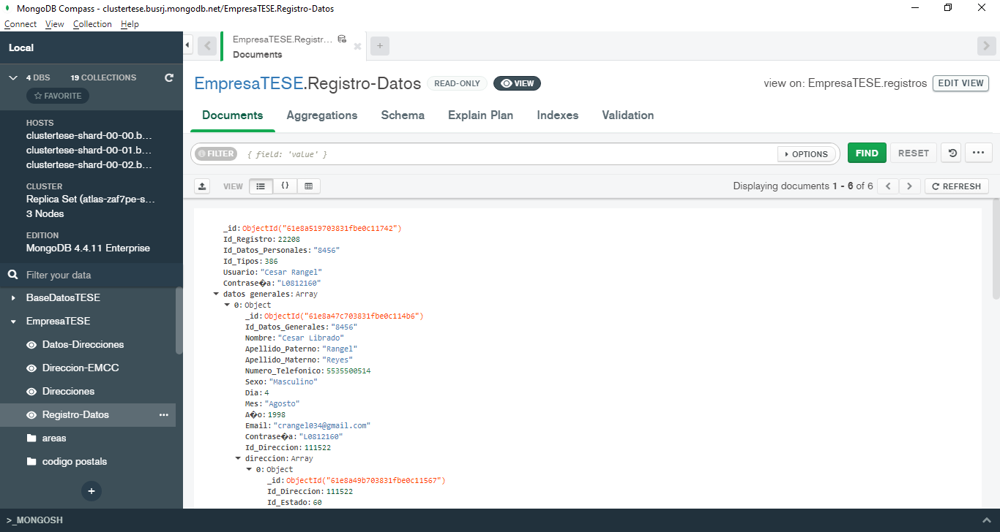 MongoDB Compass - clustertese.busrj.mongodb.net/EmpresaTESE.Registro-Datos
Connect View Collection Help
Local
4 DBS 19 COLLECTIONS
FAVORITE
HOSTS
clustertese-shard-00-00.b...
clustertese-shard-00-01.b...
clustertese-shard-00-02.b...
CLUSTER
Replica Set (atlas-zaf7pe-s...
3 Nodes
EDITION
MongoDB 4.4.11 Enterprise
Filter your data
BaseDatosTESE
EmpresaTESE
Datos-Direcciones
Direccion-EMCC
Direcciones
Registro-Datos
areas
codigo postals
EmpresaTESE.Registr...
Documents
EmpresaTESE.Registro-Datos READ-ONLY VIEW
view on: EmpresaTESE.registros EDIT VIEW
Documents Aggregations Schema Explain Plan Indexes Validation
FILTER { field: 'value' } OPTIONS FIND RESET
VIEW Displaying documents 1 - 6 of 6 REFRESH
_id: ObjectId("61e8a519703831fbe0c11742")
Id_Registro: 22208
Id_Datos_Personales: "8456"
Id_Tipos: 386
Usuario: "Cesar Rangel"
Contrase�a: "L0812160"
datos generales: Array
0: Object
_id: ObjectId("61e8a47c703831fbe0c114b6")
Id_Datos_Generales: "8456"
Nombre: "Cesar Librado"
Apellido_Paterno: "Rangel"
Apellido_Materno: "Reyes"
Numero_Telefonico: 5535500514
Sexo: "Masculino"
Dia: 4
Mes: "Agosto"
A�o: 1998
Email: "crangel034@gmail.com"
Contrase�a: "L0812160"
Id_Direccion: 111522
direccion: Array
0: Object
_id: ObjectId("61e8a49b703831fbe0c11567")
Id_Direccion: 111522
Id_Estado: 60
>_MONGOSH